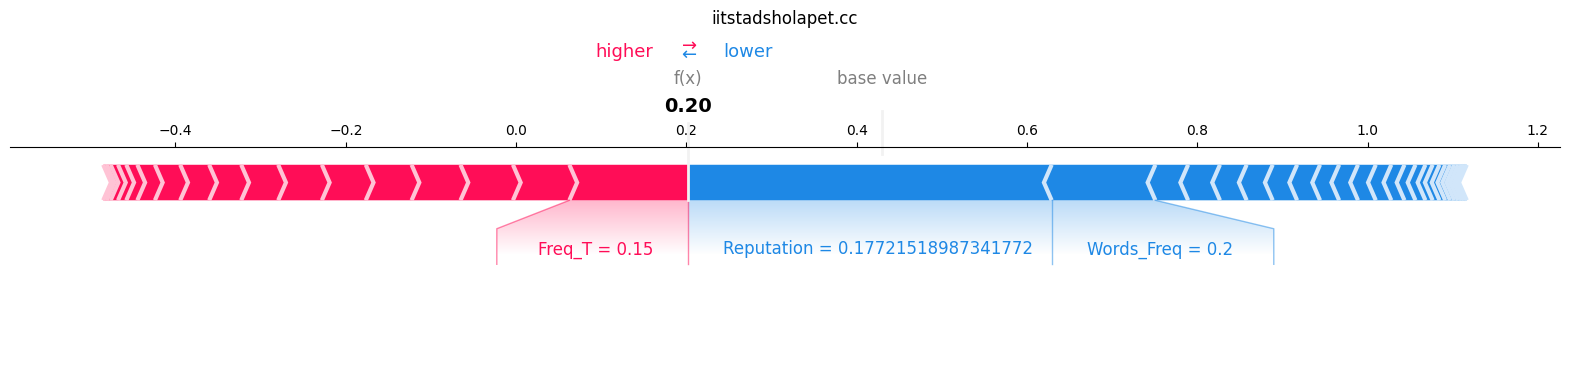 iitstadsholapet.cc
higher ⇄ lower
f(x) base value
0.20
−0.4 −0.2 0.0 0.2 0.4 0.6 0.8 1.0 1.2
Freq_T = 0.15 Reputation = 0.17721518987341772 Words_Freq = 0.2